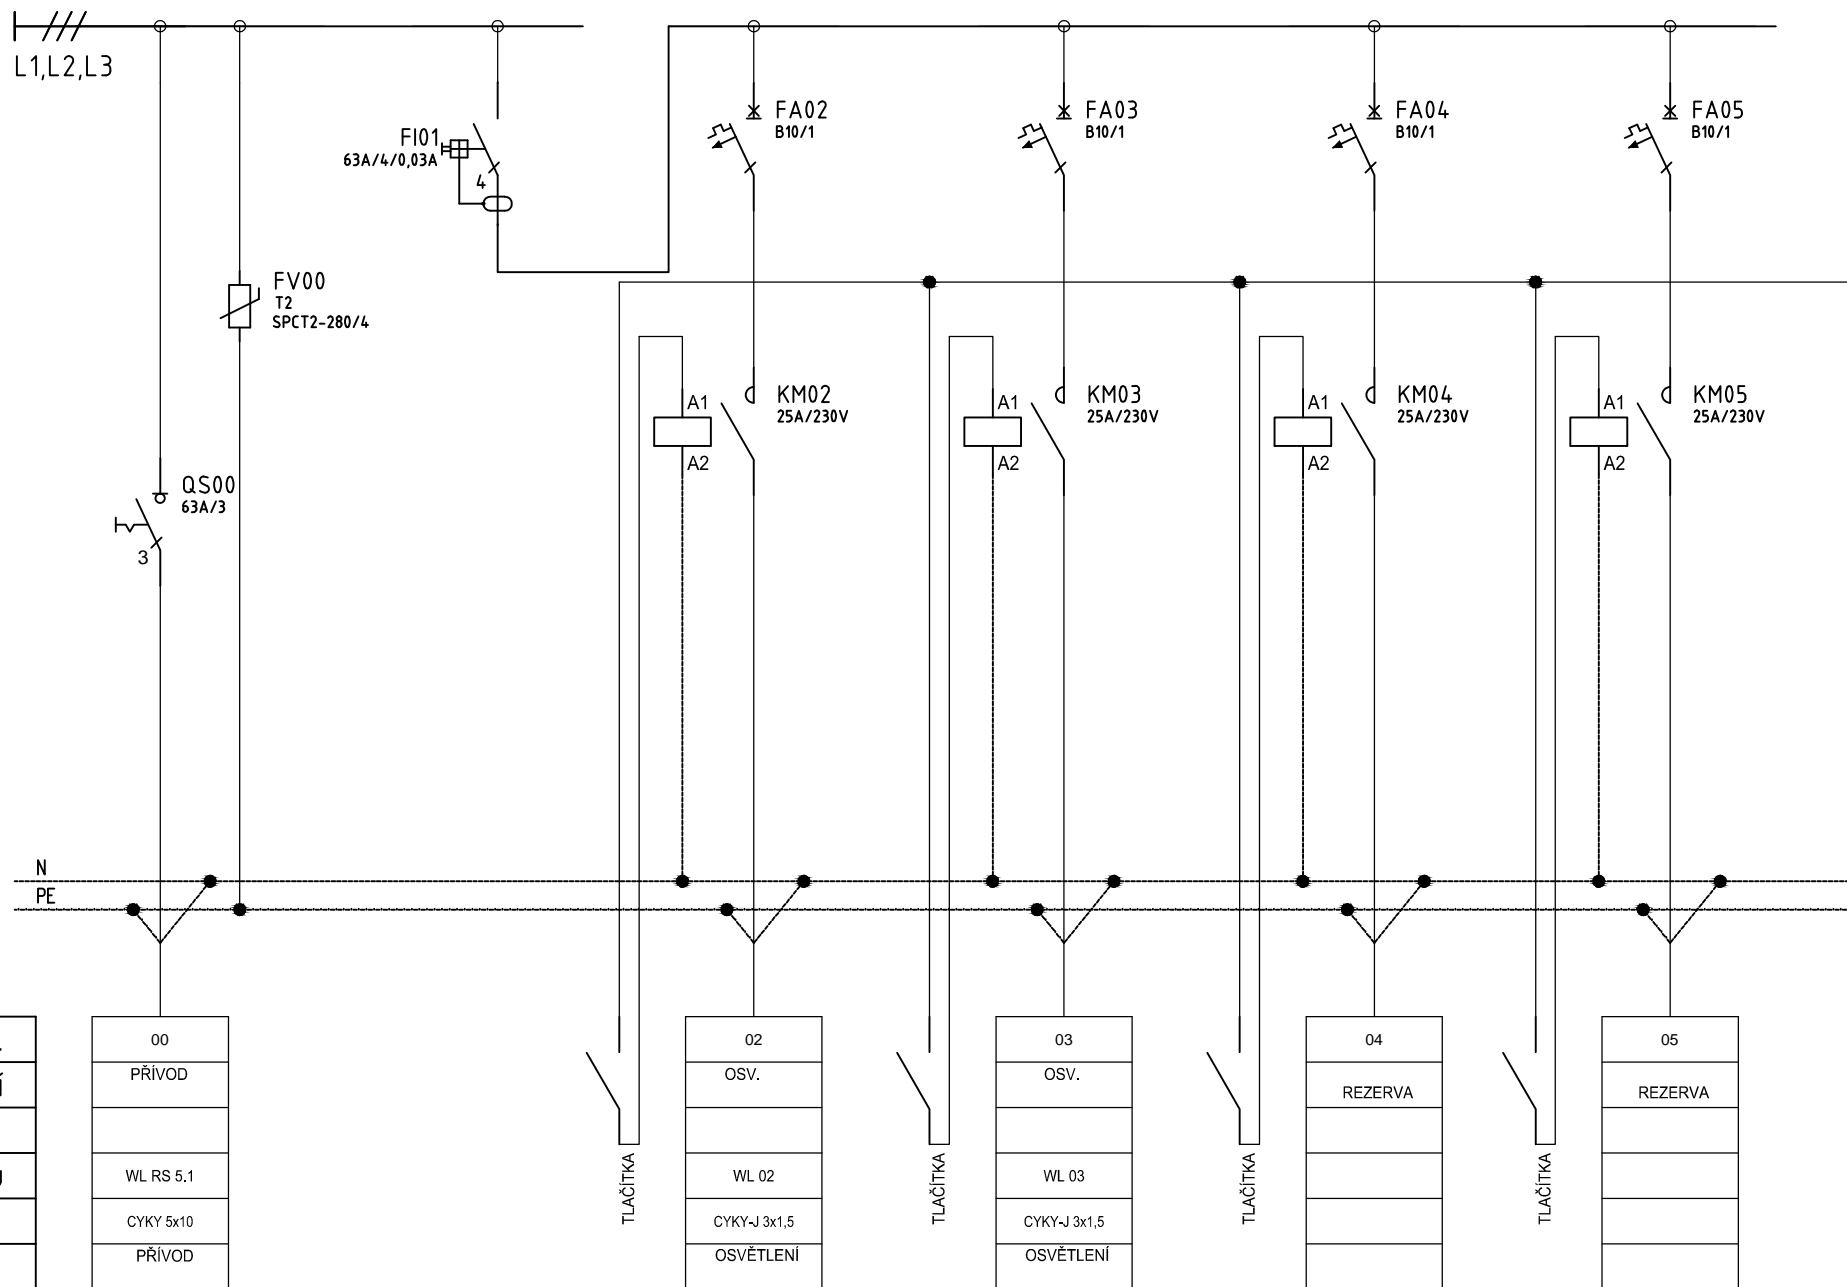 L1,L2,L3
FI01
63A/4/0,03A
4
FA02
B10/1
FA03
B10/1
FA04
B10/1
FA05
B10/1
FV00
T2
SPCT2-280/4
A1
A2
KM02
25A/230V
A1
A2
KM03
25A/230V
A1
A2
KM04
25A/230V
A1
A2
KM05
25A/230V
QS00
63A/3
3
N
PE
00
PŘÍVOD
WL RS 5.1
CYKY 5x10
PŘÍVOD
TLAČÍTKA
02
OSV.
WL 02
CYKY-J 3x1,5
OSVĚTLENÍ
TLAČÍTKA
03
OSV.
WL 03
CYKY-J 3x1,5
OSVĚTLENÍ
TLAČÍTKA
04
REZERVA
TLAČÍTKA
05
REZERVA